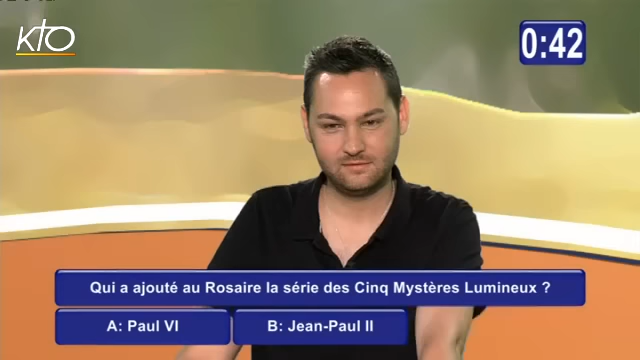 KTO
0:42
Qui a ajouté au Rosaire la série des Cinq Mystères Lumineux ?
A: Paul VI
B: Jean-Paul II